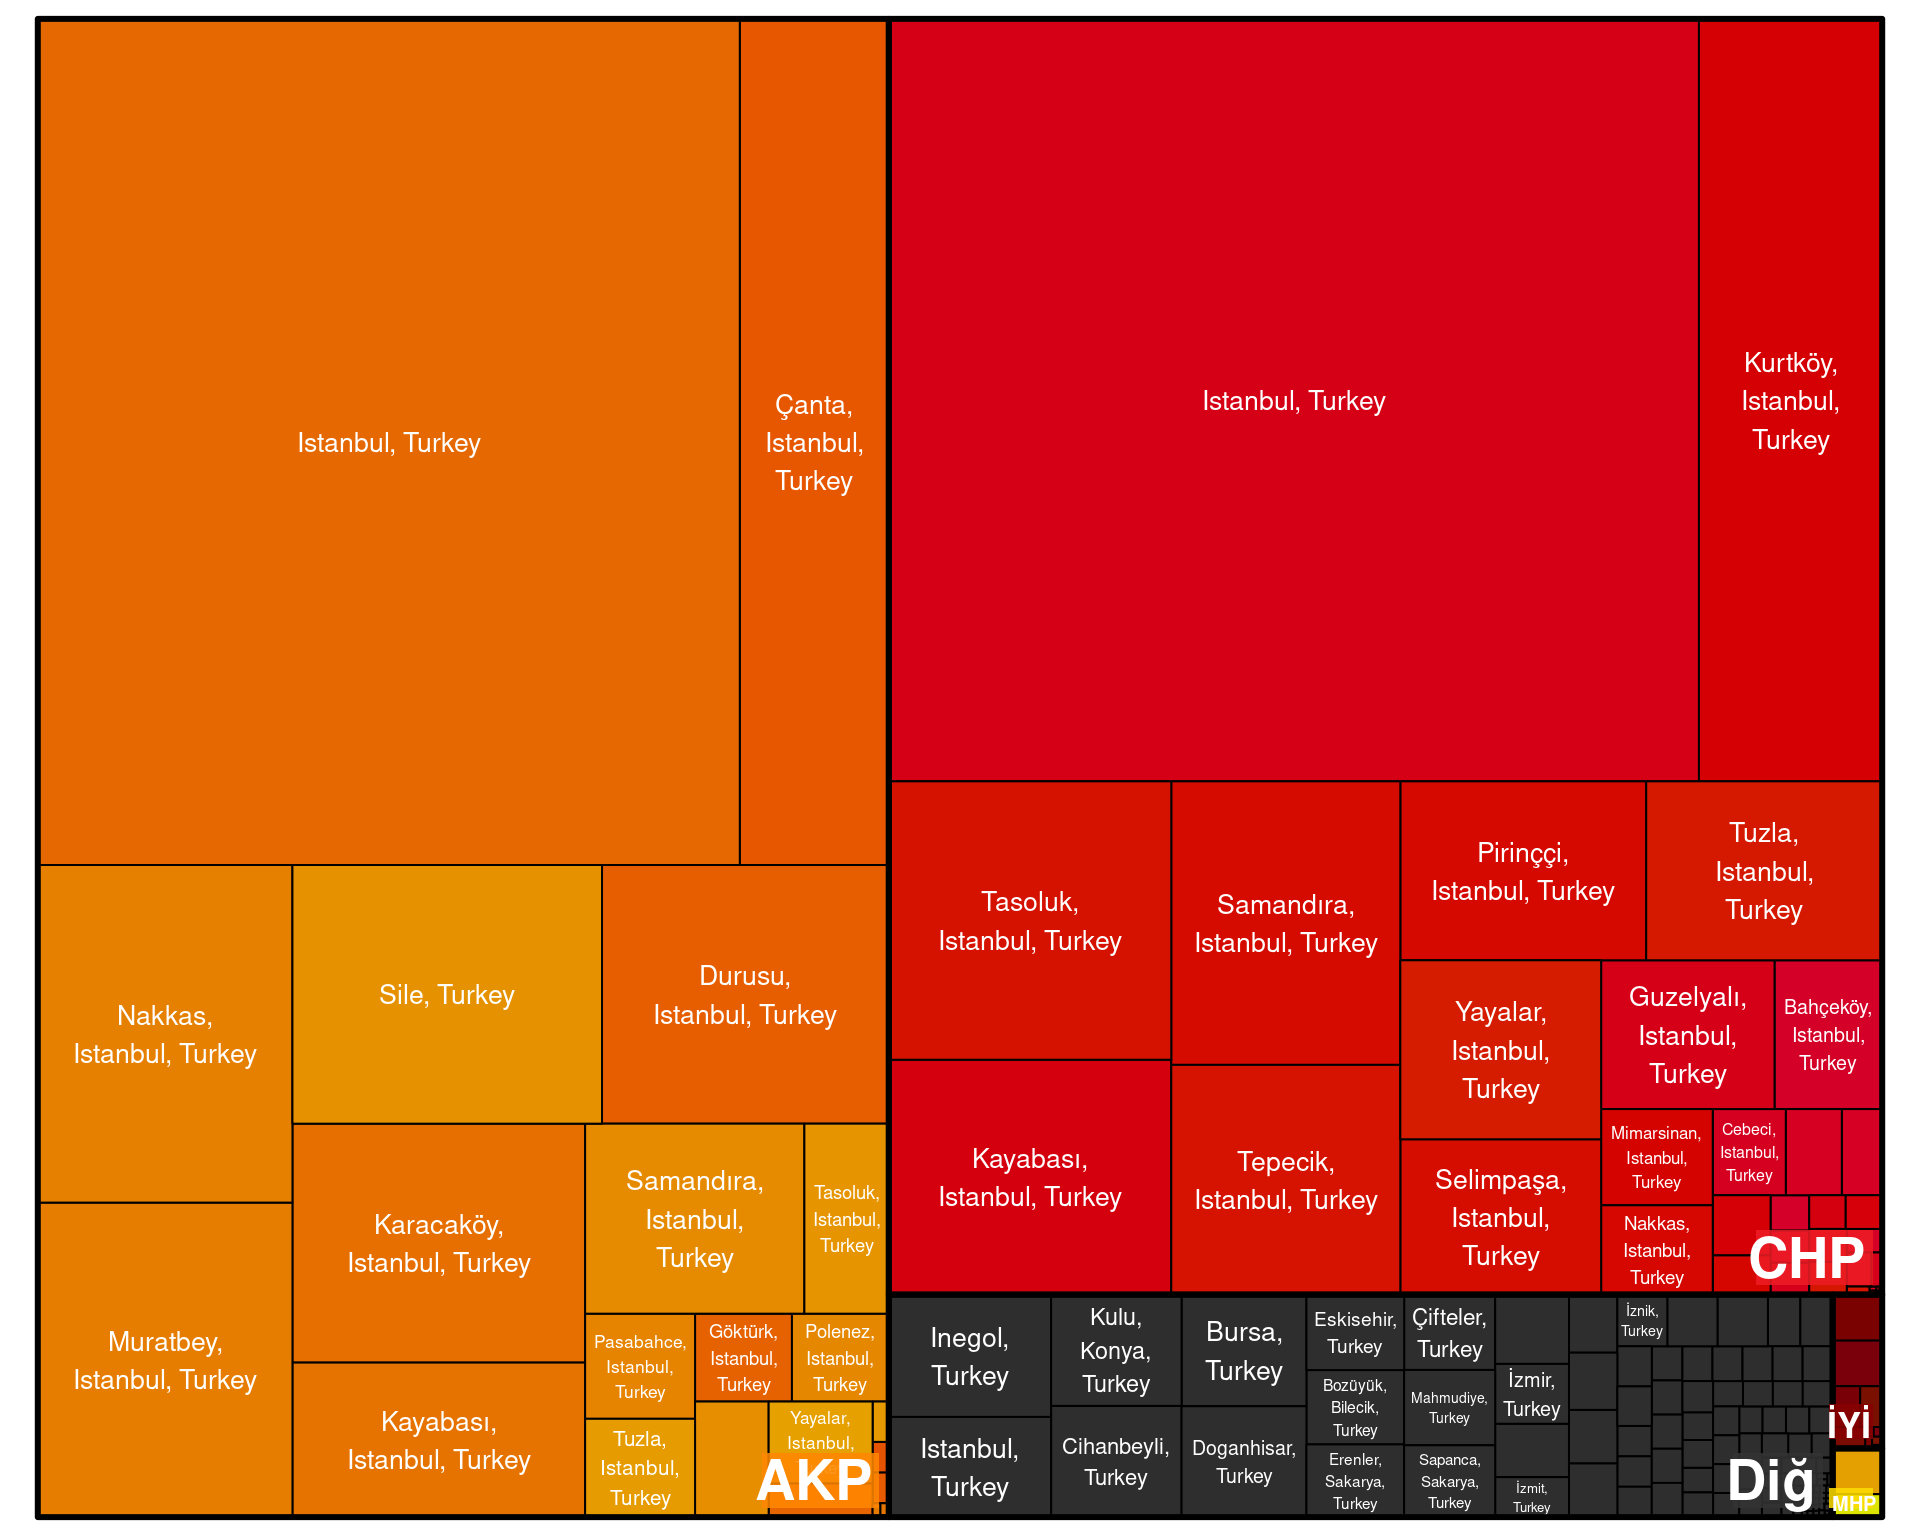 Istanbul, Turkey
Çanta,
Istanbul,
Turkey
Nakkas,
Istanbul, Turkey
Sile, Turkey
Durusu,
Istanbul, Turkey
Muratbey,
Istanbul, Turkey
Karacaköy,
Istanbul, Turkey
Kayabası,
Istanbul, Turkey
Samandıra,
Istanbul,
Turkey
Tasoluk,
Istanbul,
Turkey
Pasabahce,
Istanbul,
Turkey
Göktürk,
Istanbul,
Turkey
Polenez,
Istanbul,
Turkey
Tuzla,
Istanbul,
Turkey
Yayalar,
Istanbul,
AKP
Istanbul, Turkey
Kurtköy,
Istanbul,
Turkey
Tasoluk,
Istanbul, Turkey
Samandıra,
Istanbul, Turkey
Pirinççi,
Istanbul, Turkey
Tuzla,
Istanbul,
Turkey
Kayabası,
Istanbul, Turkey
Tepecik,
Istanbul, Turkey
Yayalar,
Istanbul,
Turkey
Guzelyalı,
Istanbul,
Turkey
Bahçeköy,
Istanbul,
Turkey
Selimpaşa,
Istanbul,
Turkey
Mimarsinan,
Istanbul,
Turkey
Cebeci,
Istanbul,
Turkey
Nakkas,
Istanbul,
Turkey
CHP
Inegol,
Turkey
Kulu,
Konya,
Turkey
Bursa,
Turkey
Eskisehir,
Turkey
Çifteler,
Turkey
İznik,
Turkey
Istanbul,
Turkey
Cihanbeyli,
Turkey
Doganhisar,
Turkey
Bozüyük,
Bilecik,
Turkey
Mahmudiye,
Turkey
İzmir,
Turkey
Erenler,
Sakarya,
Turkey
Sapanca,
Sakarya,
Turkey
İzmit,
Turkey
Diğ
İYİ
MHP